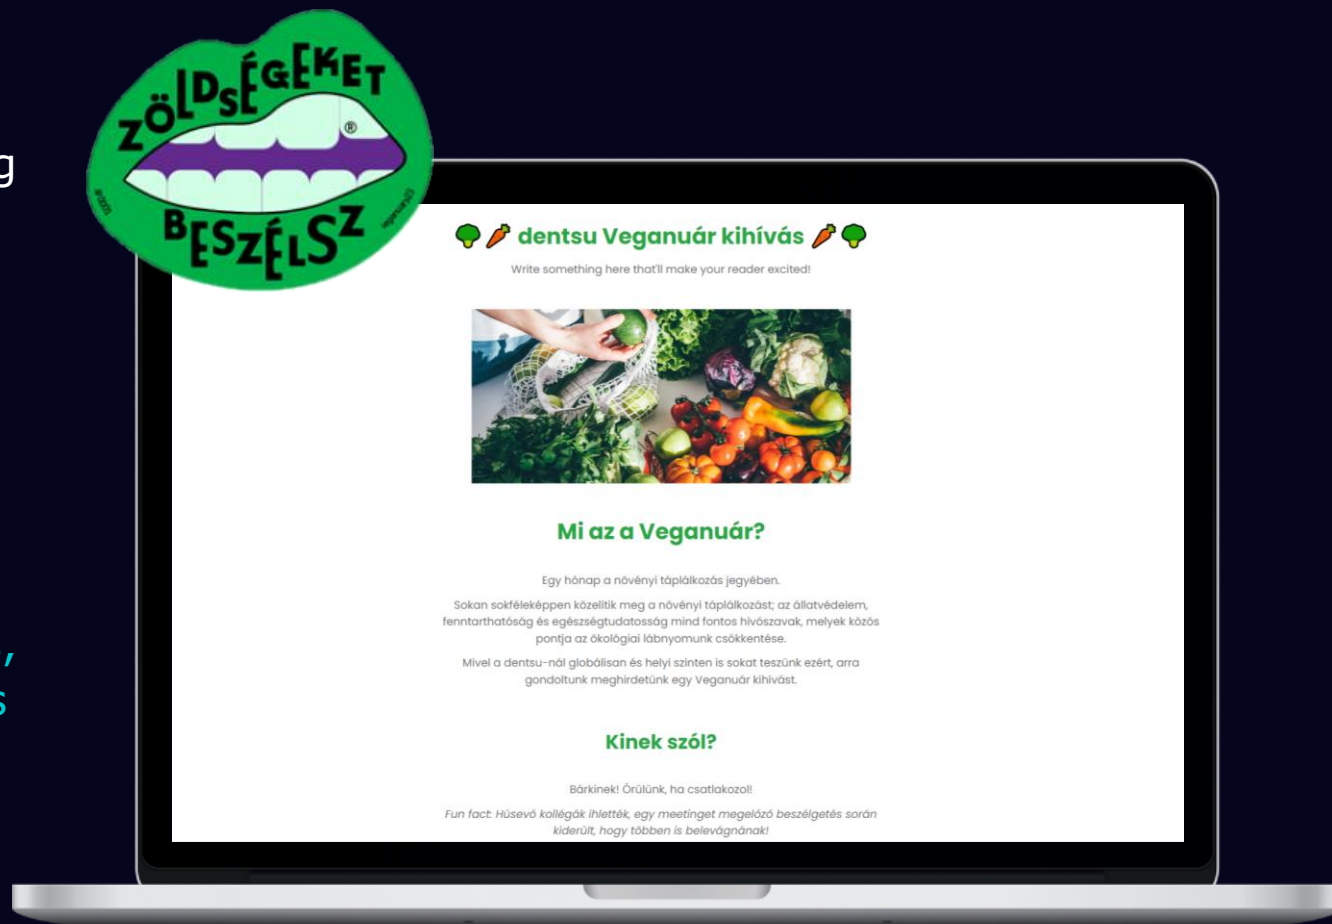 ZÖLDSÉGEKET
®
BESZÉLSZ
g
,
s
🥦🥕 dentsu Veganuár kihívás 🥕🥦
Write something here that'll make your reader excited!
Mi az a Veganuár?
Egy hónap a növényi táplálkozás jegyében.
Sokan sokféleképpen közelítik meg a növényi táplálkozást; az állatvédelem,
fenntarthatóság és egészségtudatosság mind fontos hívószavak, melyek közös
pontja az ökológiai lábnyomunk csökkentése.
Mivel a dentsu-nál globálisan és helyi szinten is sokat teszünk ezért, arra
gondoltunk meghirdetünk egy Veganuár kihívást.
Kinek szól?
Bárkinek! Örülünk, ha csatlakozol!
Fun fact: Húsevő kollégák ihlették, egy meetinget megelőző beszélgetés során
kiderült, hogy többen is belevágnának!